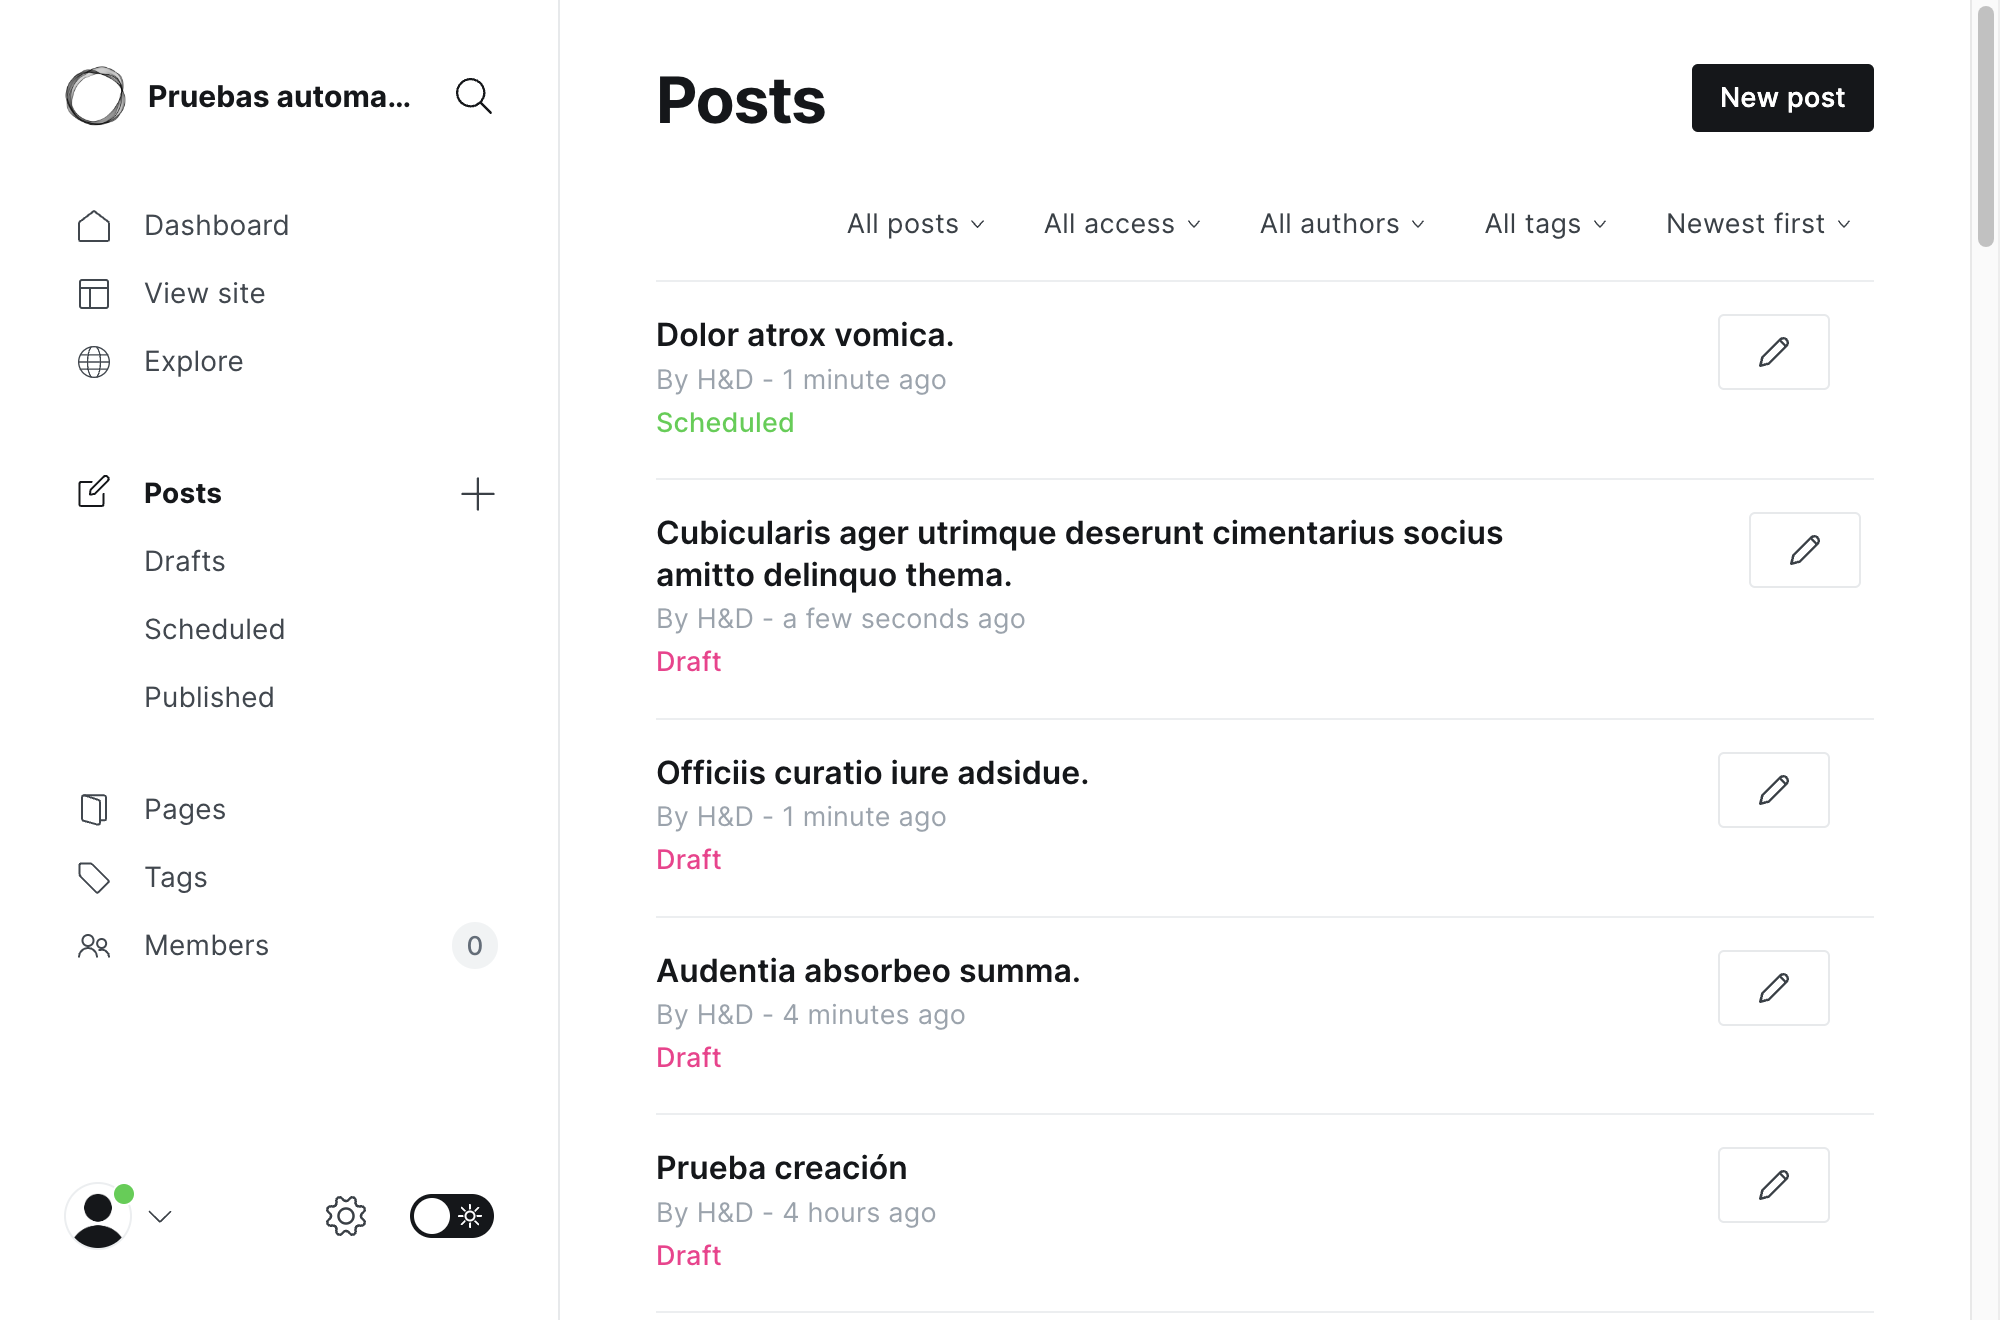 Pruebas automa...
Dashboard
View site
Explore
Posts
Drafts
Scheduled
Published
Pages
Tags
Members
0
Posts
New post
All posts
All access
All authors
All tags
Newest first
Dolor atrox vomica.
By H&D - 1 minute ago
Scheduled
Cubicularis ager utrimque deserunt cimentarius socius
amitto delinquo thema.
By H&D - a few seconds ago
Draft
Officiis curatio iure adsidue.
By H&D - 1 minute ago
Draft
Audentia absorbeo summa.
By H&D - 4 minutes ago
Draft
Prueba creación
By H&D - 4 hours ago
Draft